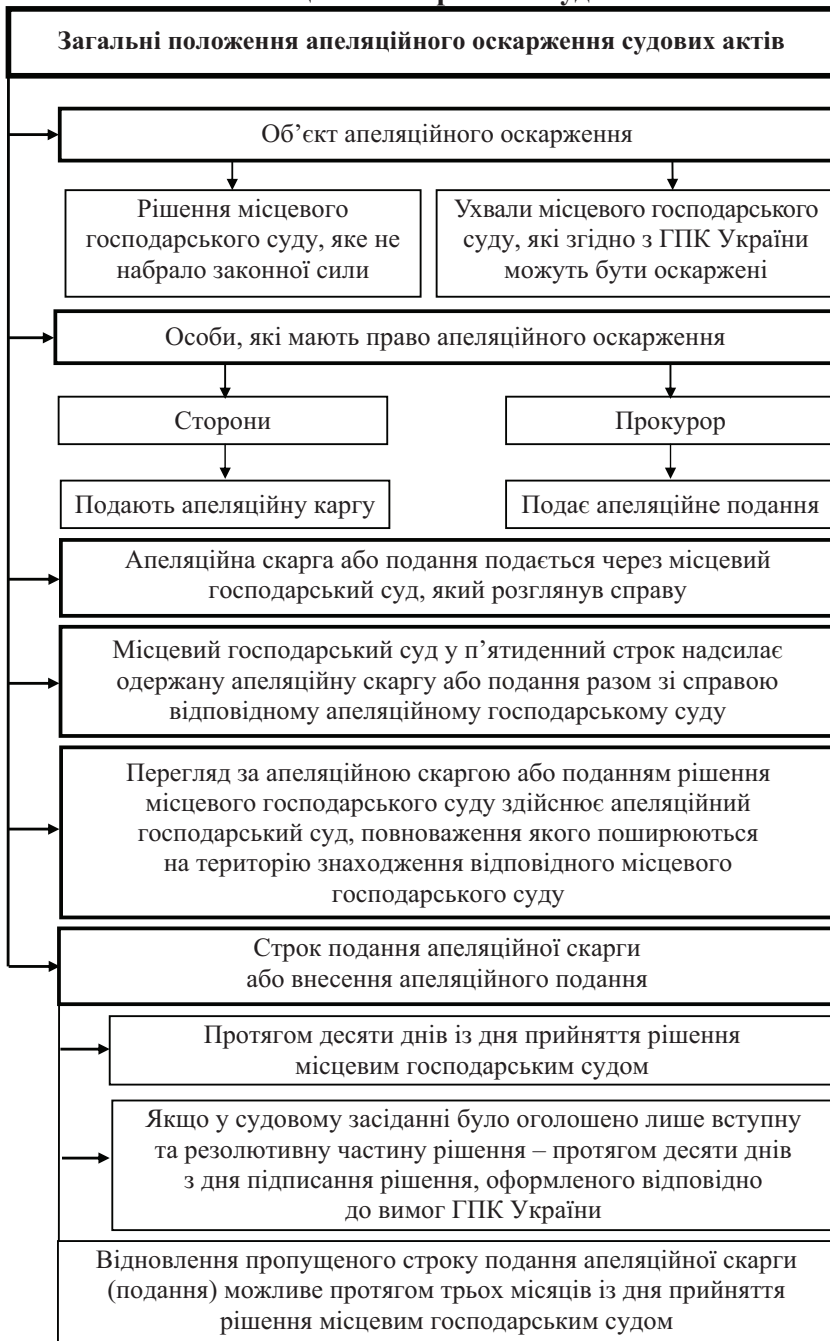 Загальні положення апеляційного оскарження судових актів
Об’єкт апеляційного оскарження
Рішення місцевого
господарського суду, яке не
набрало законної сили
Ухвали місцевого господарського
суду, які згідно з ГПК України
можуть бути оскаржені
Особи, які мають право апеляційного оскарження
Сторони
Прокурор
Подають апеляційну каргу
Подає апеляційне подання
Апеляційна скарга або подання подається через місцевий
господарський суд, який розглянув справу
Місцевий господарський суд у п’ятиденний строк надсилає
одержану апеляційну скаргу або подання разом зі справою
відповідному апеляційному господарському суду
Перегляд за апеляційною скаргою або поданням рішення
місцевого господарського суду здійснює апеляційний
господарський суд, повноваження якого поширюються
на територію знаходження відповідного місцевого
господарського суду
Строк подання апеляційної скарги
або внесення апеляційного подання
Протягом десяти днів із дня прийняття рішення
місцевим господарським судом
Якщо у судовому засіданні було оголошено лише вступну
та резолютивну частину рішення – протягом десяти днів
з дня підписання рішення, оформленого відповідно
до вимог ГПК України
Відновлення пропущеного строку подання апеляційної скарги
(подання) можливе протягом трьох місяців із дня прийняття
рішення місцевим господарським судом